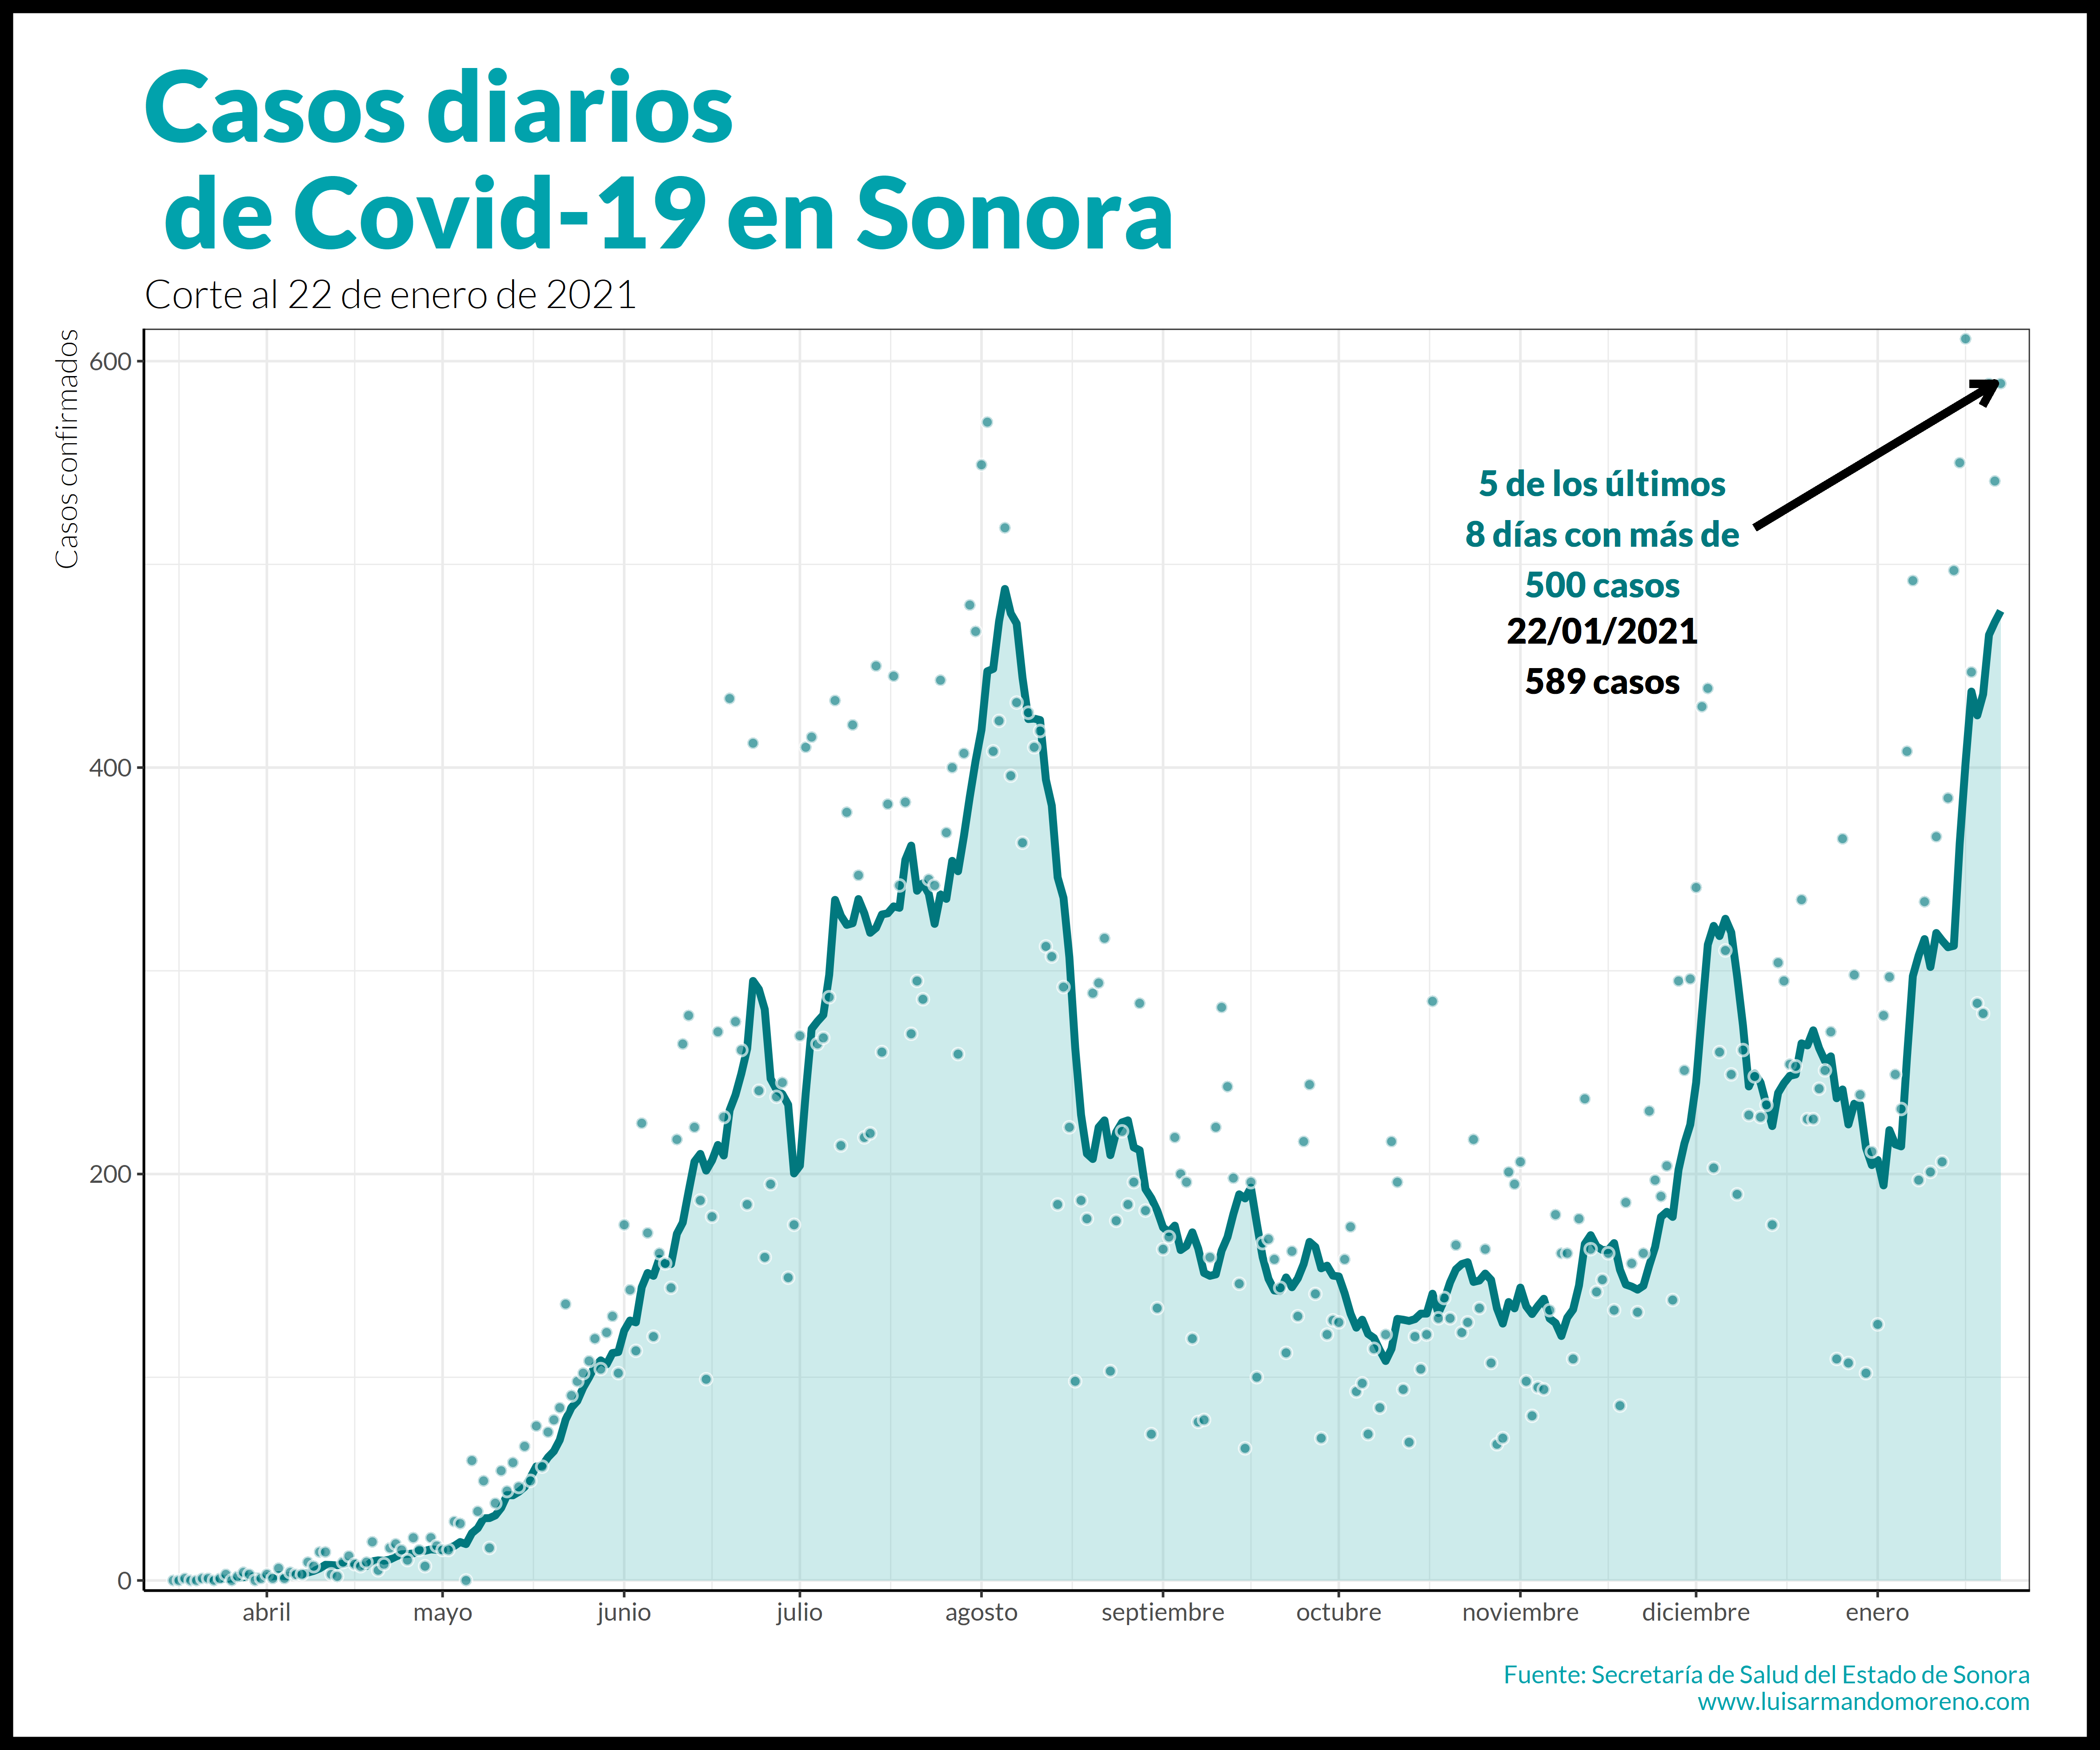 Casos diarios
de Covid-19 en Sonora
Corte al 22 de enero de 2021
Casos confirmados
600
400
200
0
5 de los últimos
8 días con más de
500 casos
22/01/2021
589 casos
abril mayo junio julio agosto septiembre octubre noviembre diciembre enero
Fuente: Secretaría de Salud del Estado de Sonora
www.luisarmandomoreno.com